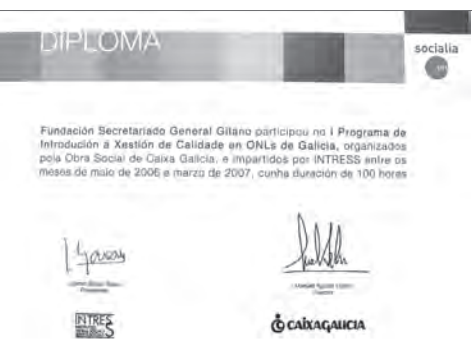 DIPLOMA
socialia
Fundación Secretariado General Gitano participou no I Programa de
Introdución á Xestión de Calidade en ONLs de Galicia, organizados
pola Obra Social de Caixa Galicia, e impartidos por INTRESS entre os
meses de maio de 2006 e marzo de 2007, cunha duración de 100 horas
INTRESS
CAIXAGALICIA